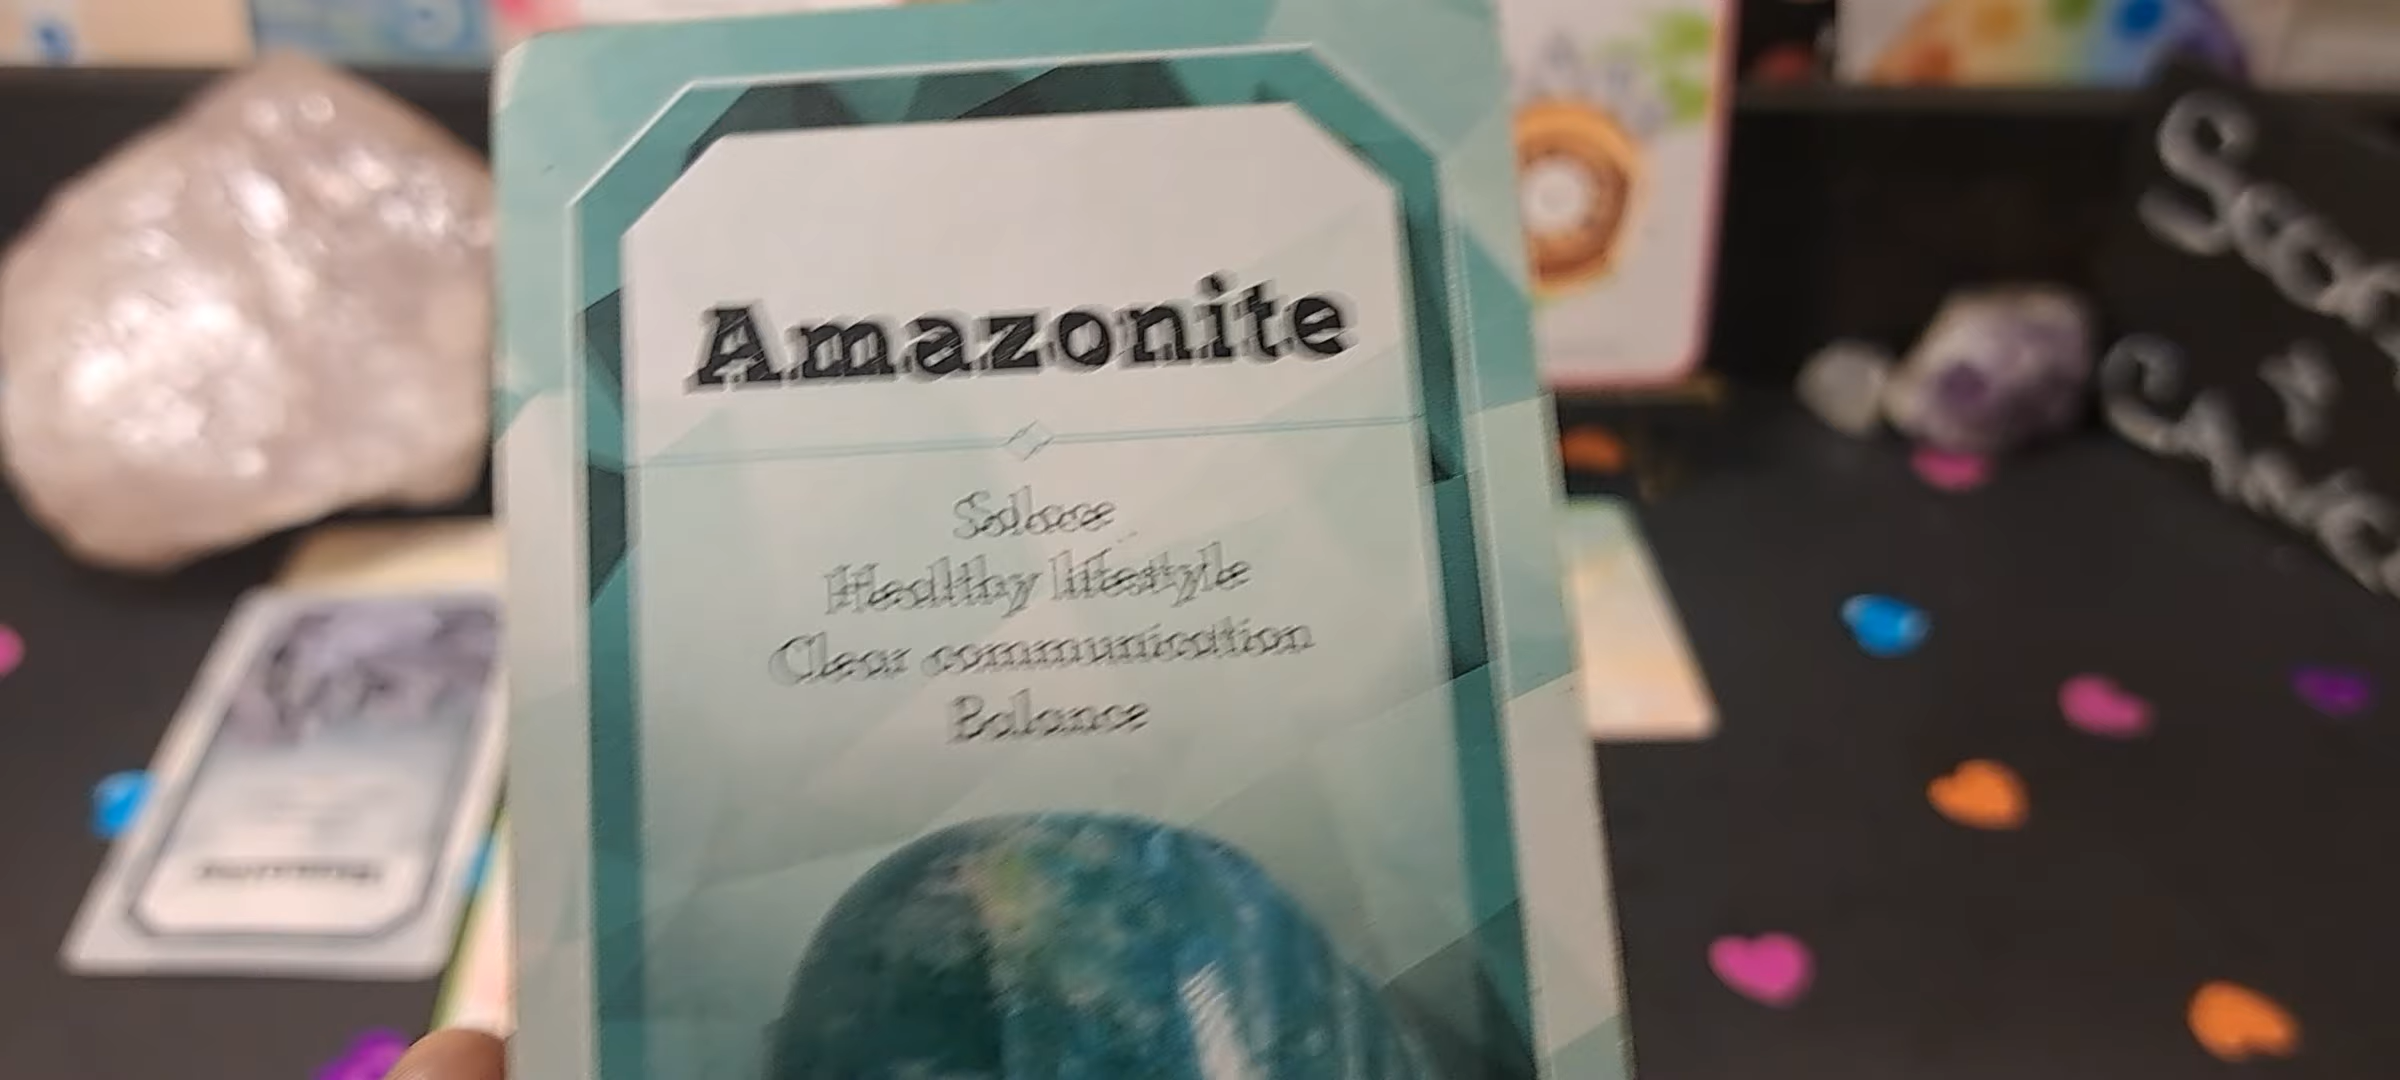 Amazonite
Solace
Healthy lifestyle
Clear communication
Balance